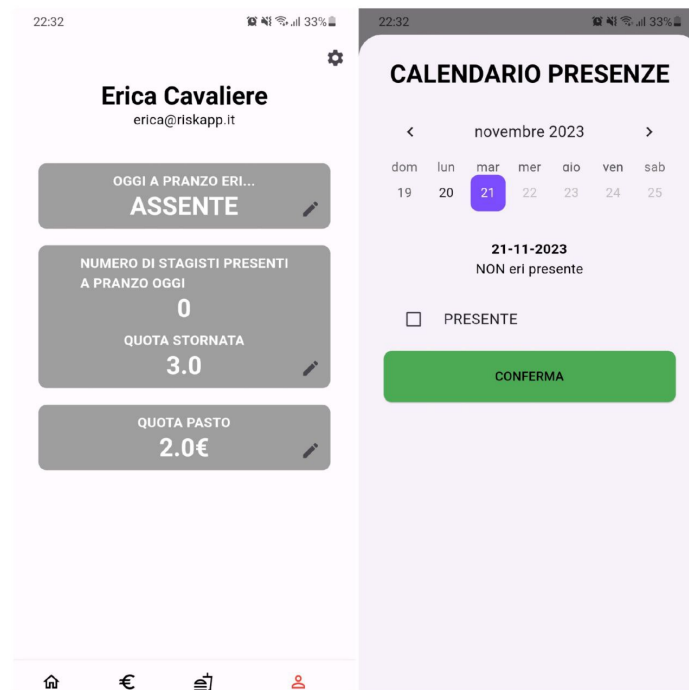 22:32
33%
Erica Cavaliere
erica@riskapp.it
OGGI A PRANZO ERI...
ASSENTE
NUMERO DI STAGISTI PRESENTI
A PRANZO OGGI
0
QUOTA STORNATA
3.0
QUOTA PASTO
2.0€
€
22:32
33%
CALENDARIO PRESENZE
< novembre 2023 >
dom lun mar mer gio ven sab
19 20 21 22 23 24 25
21-11-2023
NON eri presente
PRESENTE
CONFERMA